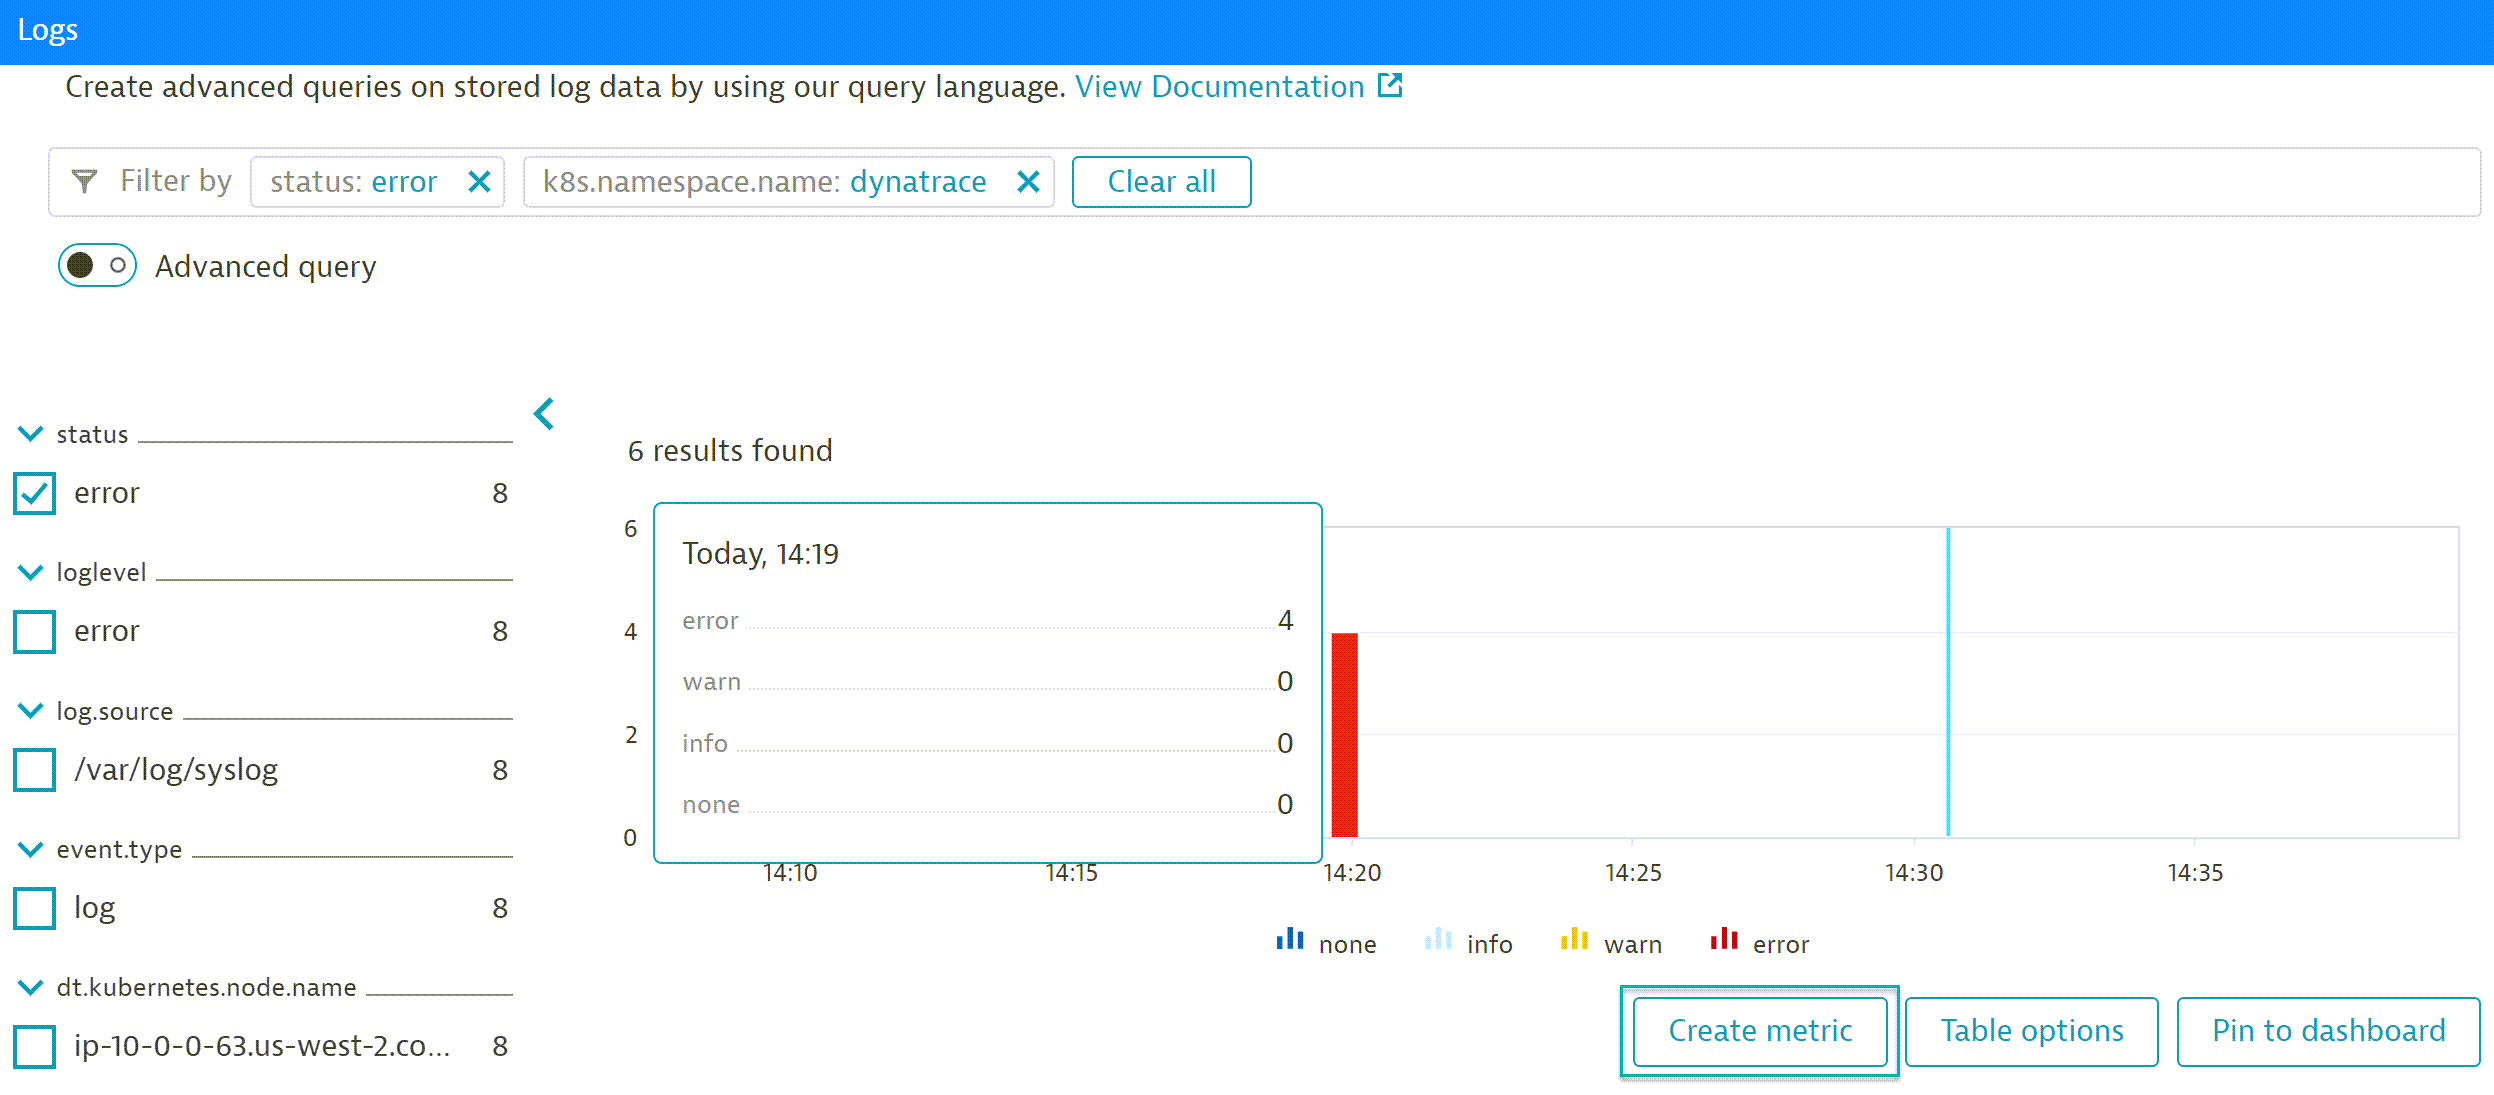 Logs
Create advanced queries on stored log data by using our query language. View Documentation
Filter by status: error k8s.namespace.name: dynatrace Clear all
Advanced query
status
error 8
loglevel
error 8
log.source
/var/log/syslog 8
event.type
log 8
dt.kubernetes.node.name
ip-10-0-0-63.us-west-2.co... 8
6 results found
6
4
2
0
Today, 14:19
error 4
warn 0
info 0
none 0
14:10 14:15 14:20 14:25 14:30 14:35
none info warn error
Create metric Table options Pin to dashboard